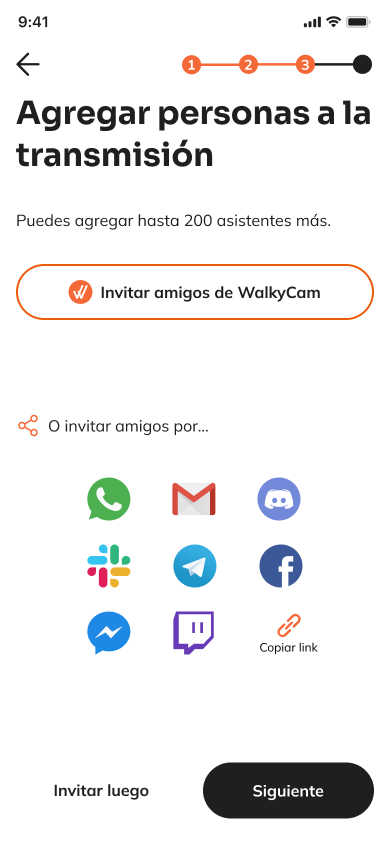 9:41
1 2 3
Agregar personas a la
transmisión
Puedes agregar hasta 200 asistentes más.
Invitar amigos de WalkyCam
O invitar amigos por...
Copiar link
Invitar luego
Siguiente